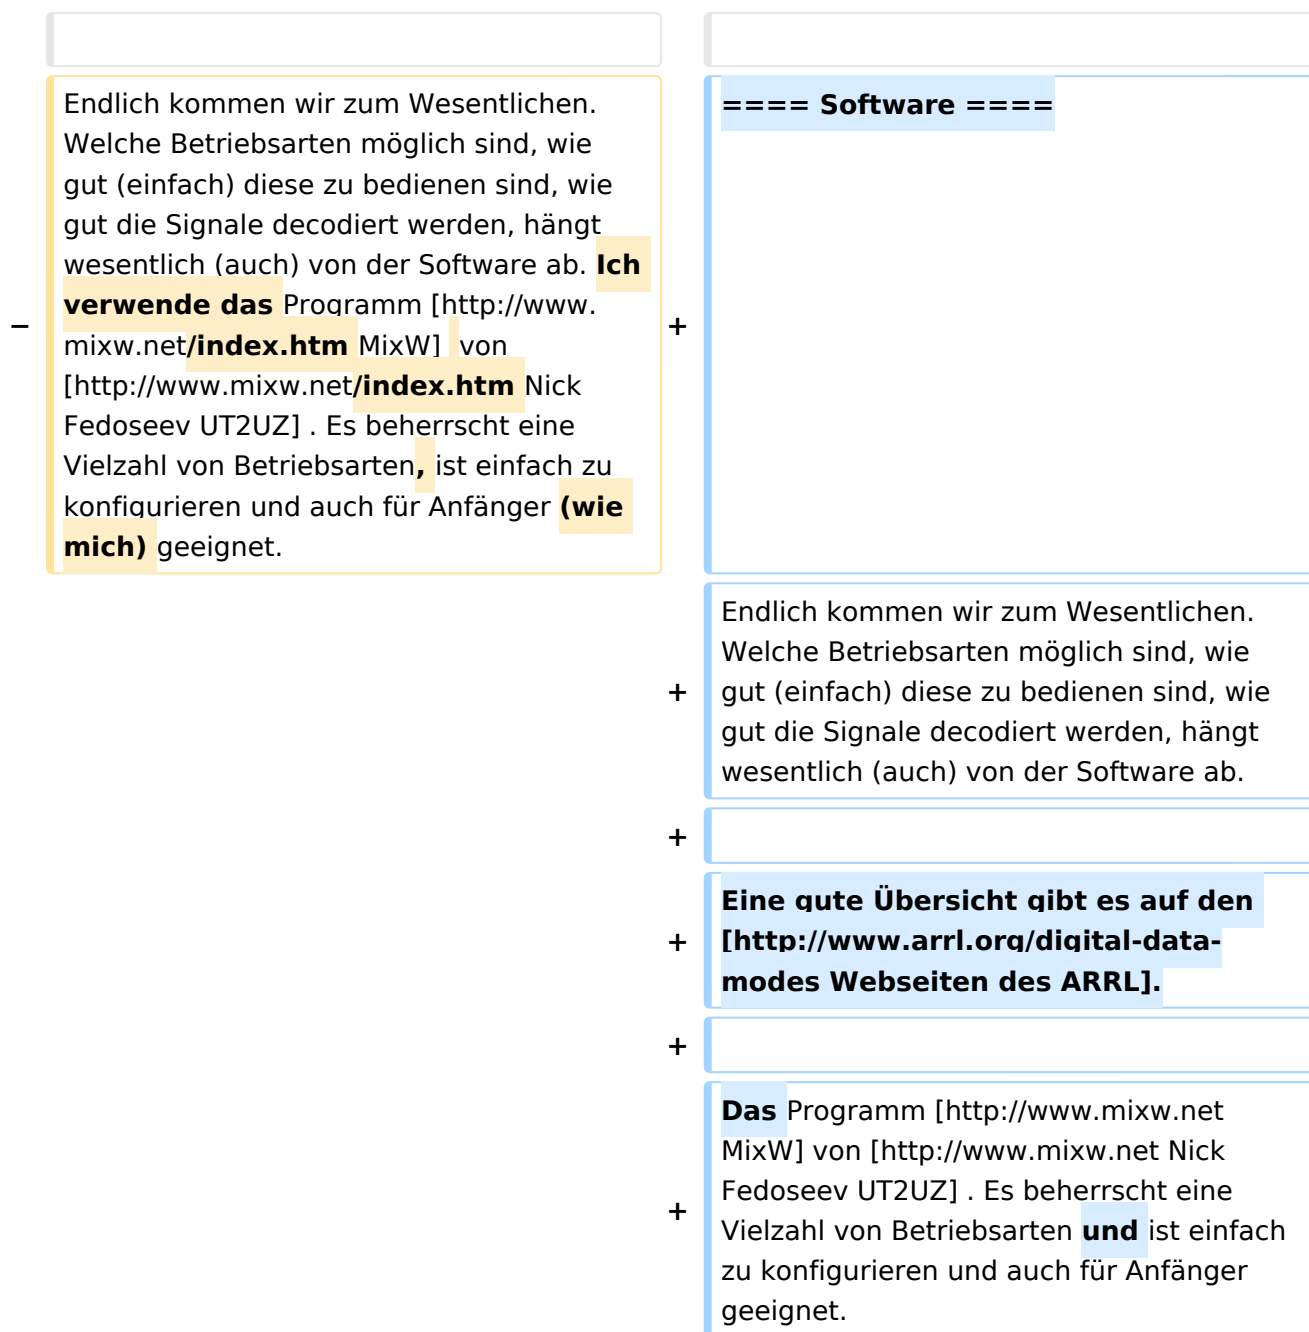 Endlich kommen wir zum Wesentlichen.
Welche Betriebsarten möglich sind, wie
gut (einfach) diese zu bedienen sind, wie
gut die Signale decodiert werden, hängt
wesentlich (auch) von der Software ab. Ich
verwende das Programm [http://www.
− mixw.net/index.htm MixW]  von
[http://www.mixw.net/index.htm Nick
Fedoseev UT2UZ] . Es beherrscht eine
Vielzahl von Betriebsarten, ist einfach zu
konfigurieren und auch für Anfänger (wie
mich) geeignet.
+ ==== Software ====
Endlich kommen wir zum Wesentlichen.
Welche Betriebsarten möglich sind, wie
+ gut (einfach) diese zu bedienen sind, wie
gut die Signale decodiert werden, hängt
wesentlich (auch) von der Software ab.
+
Eine gute Übersicht gibt es auf den
+ [http://www.arrl.org/digital-data-
modes Webseiten des ARRL].
+
Das Programm [http://www.mixw.net
MixW] von [http://www.mixw.net Nick
Fedoseev UT2UZ] . Es beherrscht eine
+ Vielzahl von Betriebsarten und ist einfach
zu konfigurieren und auch für Anfänger
geeignet.